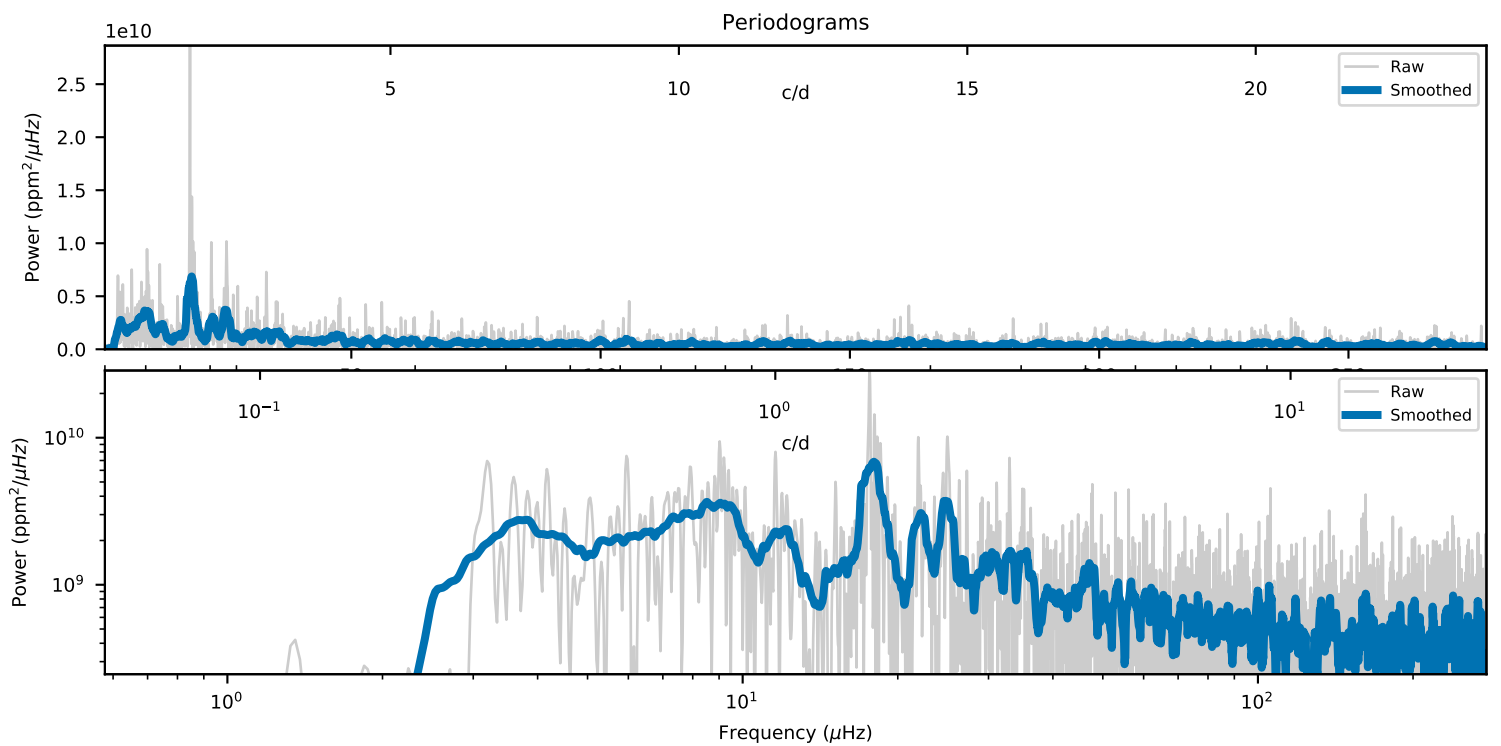 Periodograms
1e10
5 10 15 20
c/d
Raw
Smoothed
2.5
2.0
1.5
1.0
0.5
0.0
Power (ppm²/μHz)
10⁻¹ 10⁰ 10¹
c/d
Raw
Smoothed
10¹⁰
10⁹
Power (ppm²/μHz)
10⁰ 10¹ 10²
Frequency (μHz)